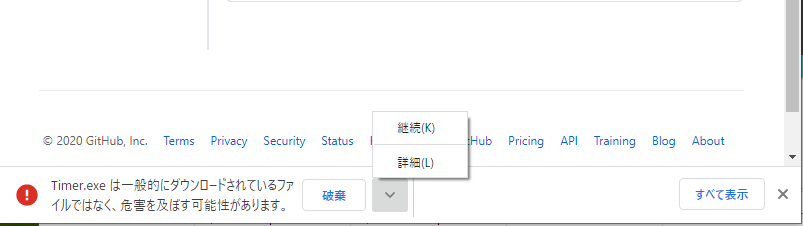 継続(K)
© 2020 GitHub, Inc. Terms Privacy Security Status Hub Pricing API Training Blog About
詳細(L)
Timer.exe は一般的にダウンロードされているファ
イルではなく、危害を及ぼす可能性があります。
破棄
すべて表示